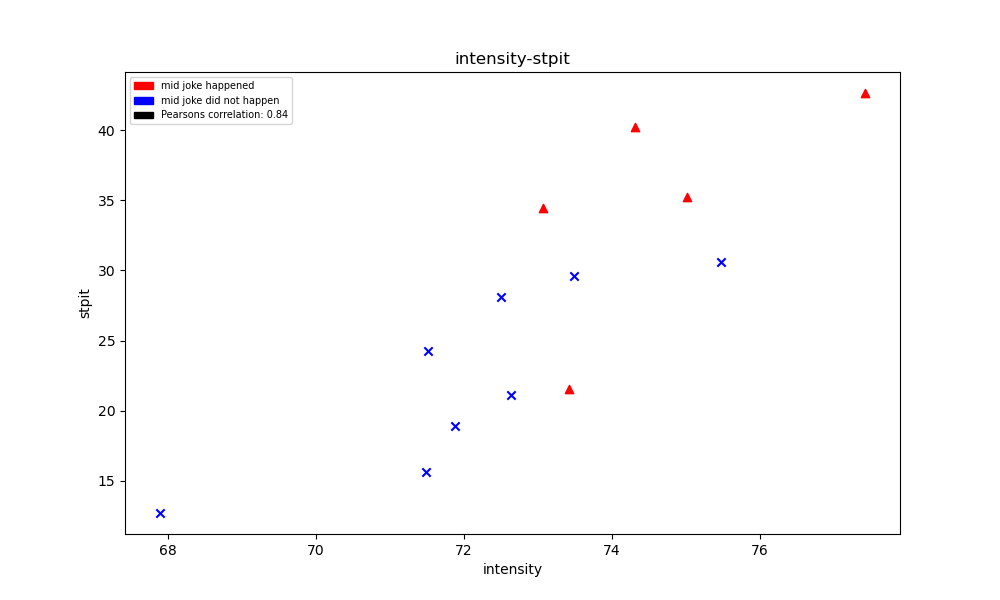 intensity-stpit
mid joke happened
mid joke did not happen
Pearsons correlation: 0.84
40
35
30
25
20
15
stpit
68 70 72 74 76
intensity